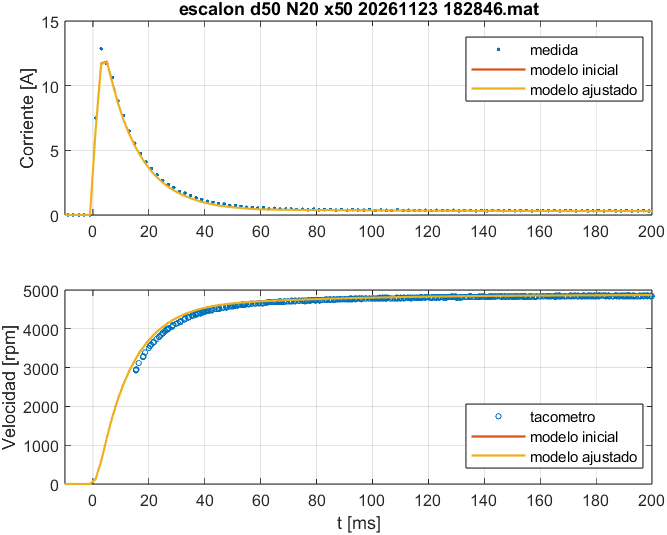 escalon d50 N20 x50 20261123 182846.mat
15
10
5
0
Corriente [A]
medida
modelo inicial
modelo ajustado
0 20 40 60 80 100 120 140 160 180 200
5000
4000
3000
2000
1000
0
Velocidad [rpm]
tacometro
modelo inicial
modelo ajustado
0 20 40 60 80 100 120 140 160 180 200
t [ms]